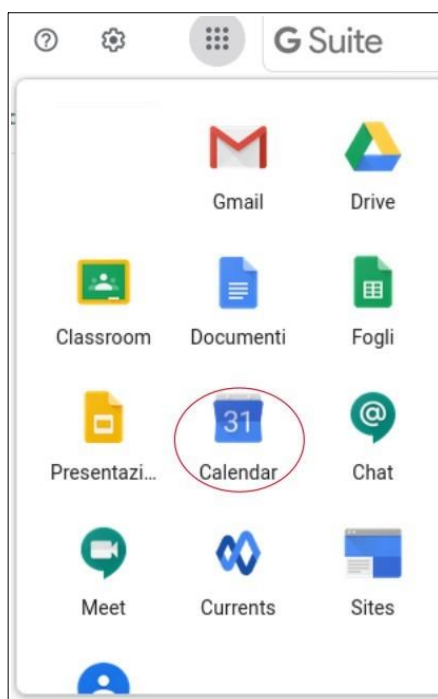 G Suite
Gmail Drive
Classroom Documenti Fogli
31
Presentazi... Calendar Chat
Meet Currents Sites